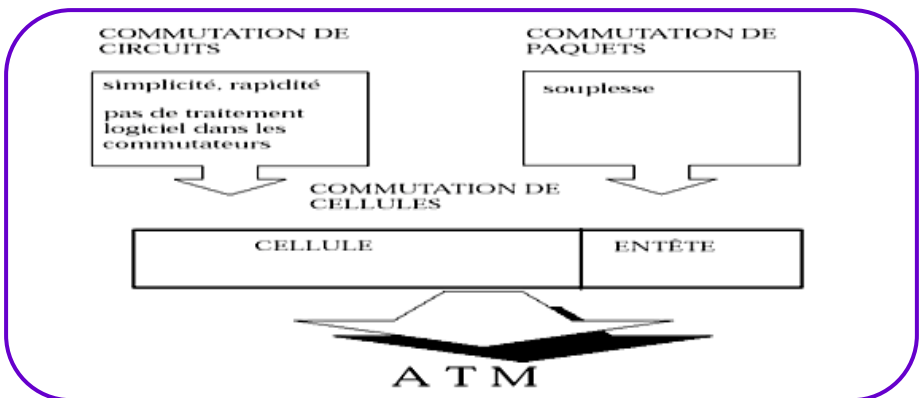 COMMUTATION DE
CIRCUITS
simplicité, rapidité
pas de traitement
logiciel dans les
commutateurs
COMMUTATION DE
PAQUETS
souplesse
COMMUTATION DE
CELLULES
CELLULE
ENTÊTE
A T M